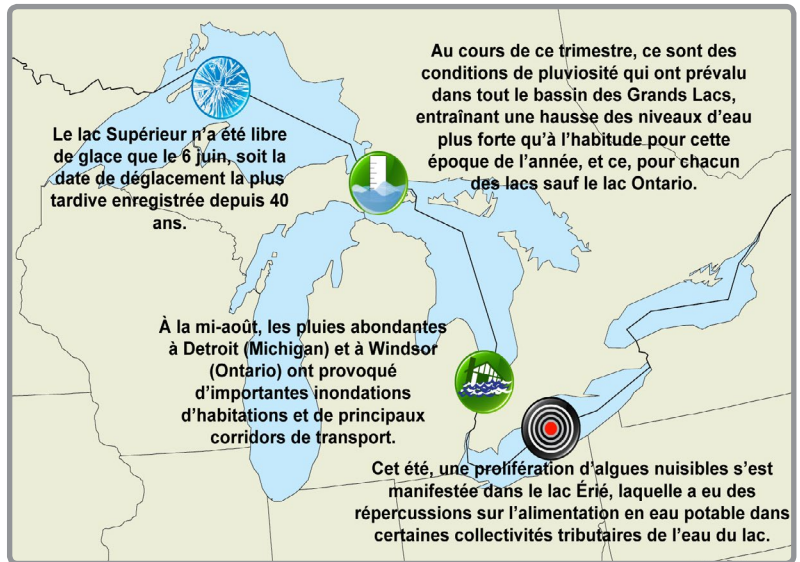 Au cours de ce trimestre, ce sont des
conditions de pluviosité qui ont prévalu
dans tout le bassin des Grands Lacs,
entraînant une hausse des niveaux d'eau
plus forte qu'à l'habitude pour cette
époque de l'année, et ce, pour chacun
des lacs sauf le lac Ontario.
Le lac Supérieur n'a été libre
de glace que le 6 juin, soit la
date de déglacement la plus
tardive enregistrée depuis 40
ans.
À la mi-août, les pluies abondantes
à Detroit (Michigan) et à Windsor
(Ontario) ont provoqué
d'importantes inondations
d'habitations et de principaux
corridors de transport.
Cet été, une prolifération d'algues nuisibles s'est
manifestée dans le lac Érié, laquelle a eu des
répercussions sur l'alimentation en eau potable dans
certaines collectivités tributaires de l'eau du lac.